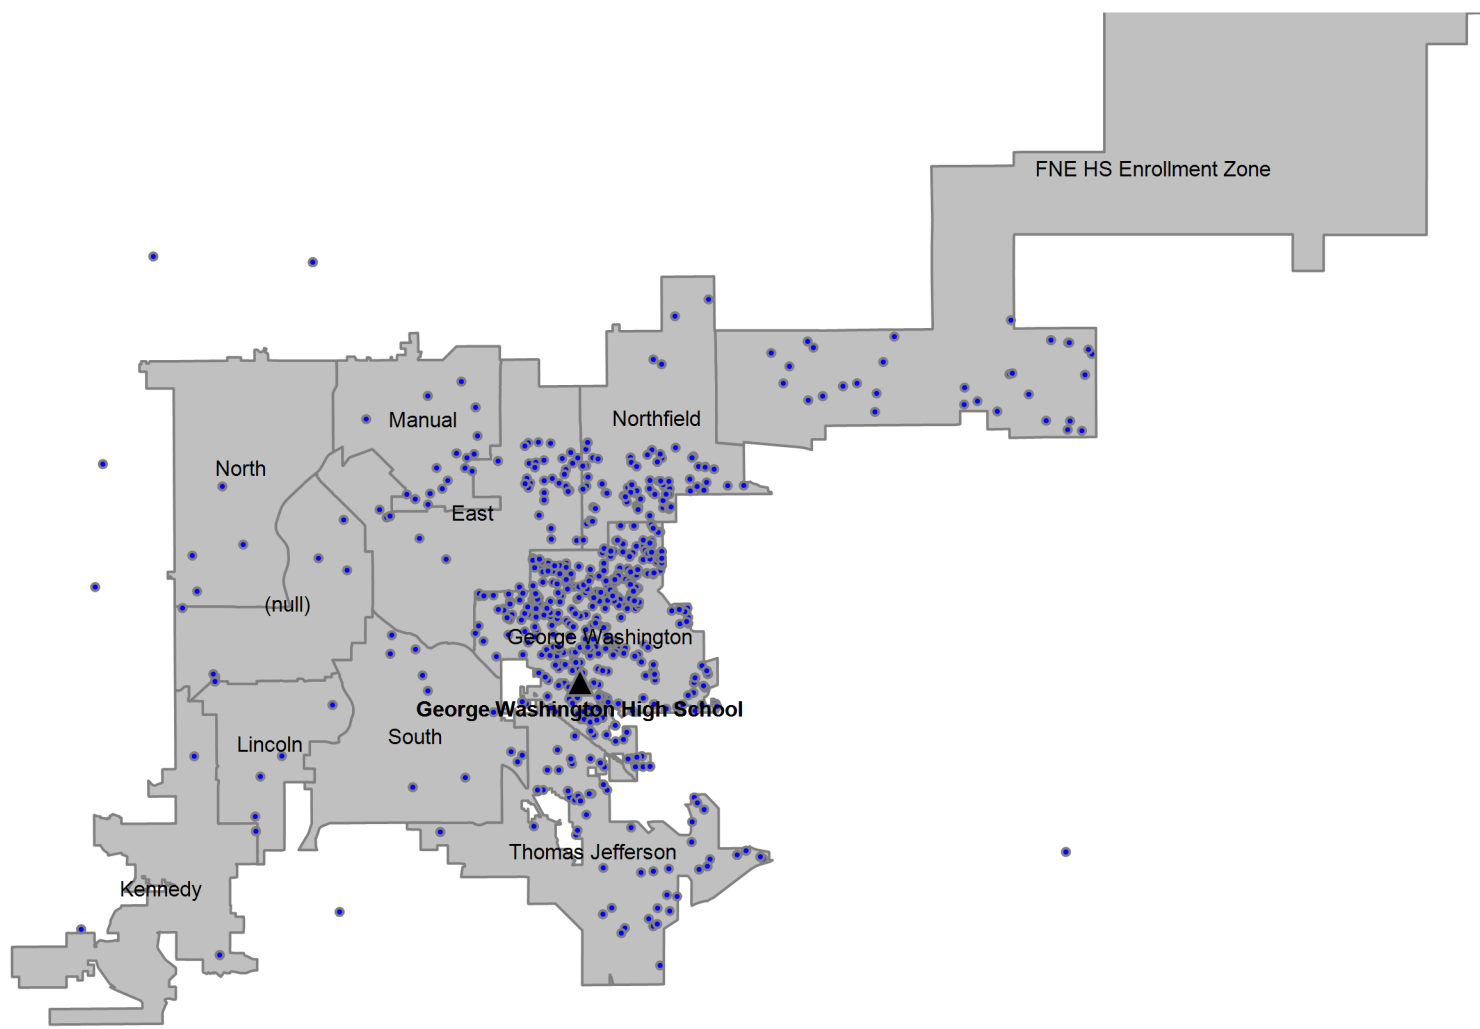 FNE HS Enrollment Zone
Manual
Northfield
North
East
(null)
George Washington
George Washington High School
South
Lincoln
Thomas Jefferson
Kennedy